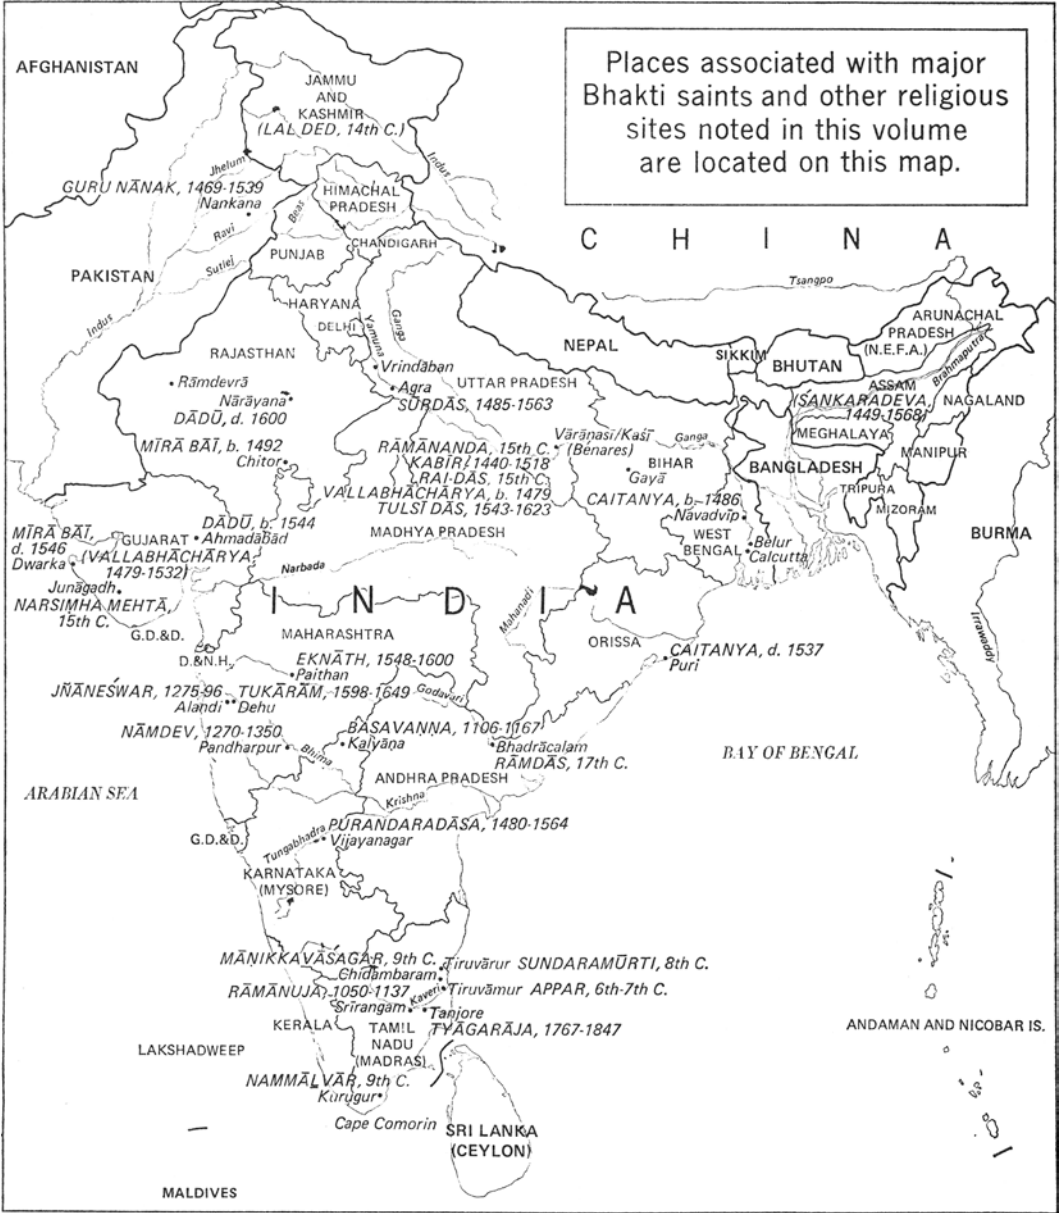 Places associated with major
Bhakti saints and other religious
sites noted in this volume
are located on this map.
AFGHANISTAN
JAMMU
AND
KASHMIR
(LAL DED, 14th C.)
Indus
Jhelum
GURU NĀNAK, 1469-1539
Nankana
HIMACHAL
PRADESH
Beas
Ravi
CHANDIGARH
PUNJAB
Sutlej
PAKISTAN
C H I N A
Tsangpo
Indus
HARYANA
DELHI
Yamuna
Ganga
NEPAL
SIKKIM
BHUTAN
ARUNACHAL
PRADESH
(N.E.F.A.)
Brahmaputra
RAJASTHAN
Vrindāban
Rāmdevrā
Agra
UTTAR PRADESH
SŪRDĀS, 1485-1563
Nārāyana
DĀDŪ, d. 1600
ASSAM
(ŚANKARADEVA,
1449-1568)
NAGALAND
MEGHALAYA
MANIPUR
MĪRĀ BĀĪ, b. 1492
Chitor
RĀMĀNANDA, 15th C.
KABĪR, 1440-1518
RAI-DĀS, 15th C.
VALLABHĀCHĀRYA, b. 1479
TULSĪ DĀS, 1543-1623
Vārāṇasī/Kaśī
(Benares)
Ganga
BIHAR
Gayā
BANGLADESH
TRIPURA
MIZORAM
CAITANYA, b. 1486
Navadvīp
WEST
BENGAL
Belur
Calcutta
BURMA
MĪRĀ BĀĪ,
d. 1546
Dwarka
DĀDŪ, b. 1544
GUJARAT
Ahmadābād
(VALLABHĀCHĀRYA
1479-1532)
MADHYA PRADESH
Narbada
Junāgadh
NARSIṂHA MEHTĀ,
15th C.
G.D.&D.
I N D I A
Mahanadi
ORISSA
Irrawaddy
D.&N.H.
MAHARASHTRA
EKNĀTH, 1548-1600
Paithan
CAITANYA, d. 1537
Puri
JÑĀNEŚWAR, 1275-96
Alandi
TUKĀRĀM, 1598-1649
Dehu
Godavari
NĀMDEV, 1270-1350
Pandharpur
Bhima
BASAVAṆṆA, 1106-1167
Kalyāṇa
Bhadrācalam
RĀMDĀS, 17th C.
BAY OF BENGAL
ARABIAN SEA
ANDHRA PRADESH
Krishna
G.D.&D.
Tungabhadra
PURANDARADĀSA, 1480-1564
Vijayanagar
KARNATAKA
(MYSORE)
MĀṆIKKAVĀSAGAR, 9th C.
Chidambaram
Tiruvārur SUNDARAMŪRTI, 8th C.
RĀMĀNUJA, 1050-1137
Kaveri
Tiruvāmur APPAR, 6th-7th C.
Srīrangam
Tanjore
TYĀGARĀJA, 1767-1847
KERALA
TAMIL
NADU
(MADRAS)
ANDAMAN AND NICOBAR IS.
LAKSHADWEEP
NAMMĀḶVĀR, 9th C.
Kurugur
Cape Comorin
SRI LANKA
(CEYLON)
MALDIVES